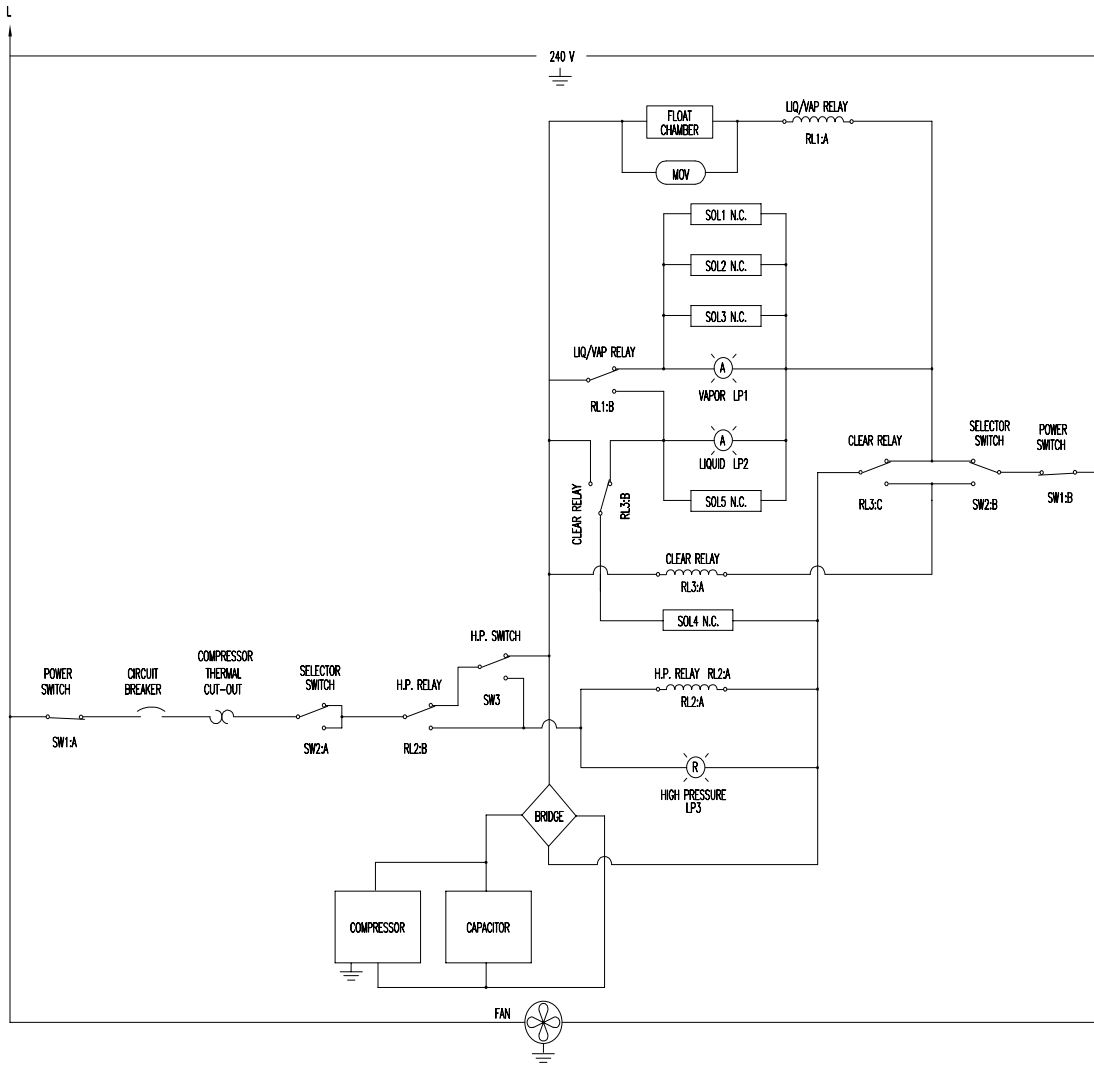 L
240 V
LIQ/VAP RELAY
FLOAT
CHAMBER
RL1:A
MOV
SOL1 N.C.
SOL2 N.C.
SOL3 N.C.
LIQ/VAP RELAY
A
VAPOR LP1
RL1:B
A
LIQUID LP2
CLEAR RELAY
RL3:B
SOL5 N.C.
CLEAR RELAY
RL3:C
SELECTOR
SWITCH
SW2:B
POWER
SWITCH
SW1:B
CLEAR RELAY
RL3:A
SOL4 N.C.
H.P. SWITCH
SW3
POWER
SWITCH
SW1:A
CIRCUIT
BREAKER
COMPRESSOR
THERMAL
CUT-OUT
SELECTOR
SWITCH
SW2:A
H.P. RELAY
RL2:B
H.P. RELAY RL2:A
RL2:A
R
HIGH PRESSURE
LP3
BRIDGE
COMPRESSOR
CAPACITOR
FAN